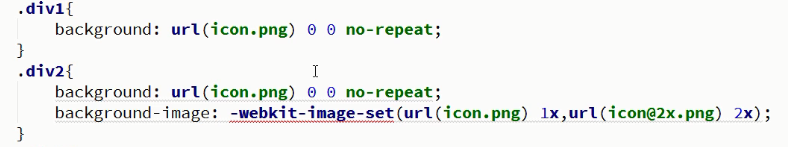 .div1{
    background: url(icon.png) 0 0 no-repeat;
}
.div2{
    background: url(icon.png) 0 0 no-repeat;
    background-image: -webkit-image-set(url(icon.png) 1x,url(icon@2x.png) 2x);
}